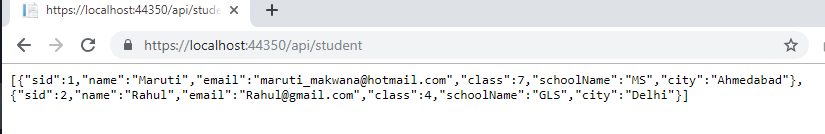 https://localhost:44350/api/stude
https://localhost:44350/api/student
[{"sid":1,"name":"Maruti","email":"maruti_makwana@hotmail.com","class":7,"schoolName":"MS","city":"Ahmedabad"},
{"sid":2,"name":"Rahul","email":"Rahul@gmail.com","class":4,"schoolName":"GLS","city":"Delhi"}]